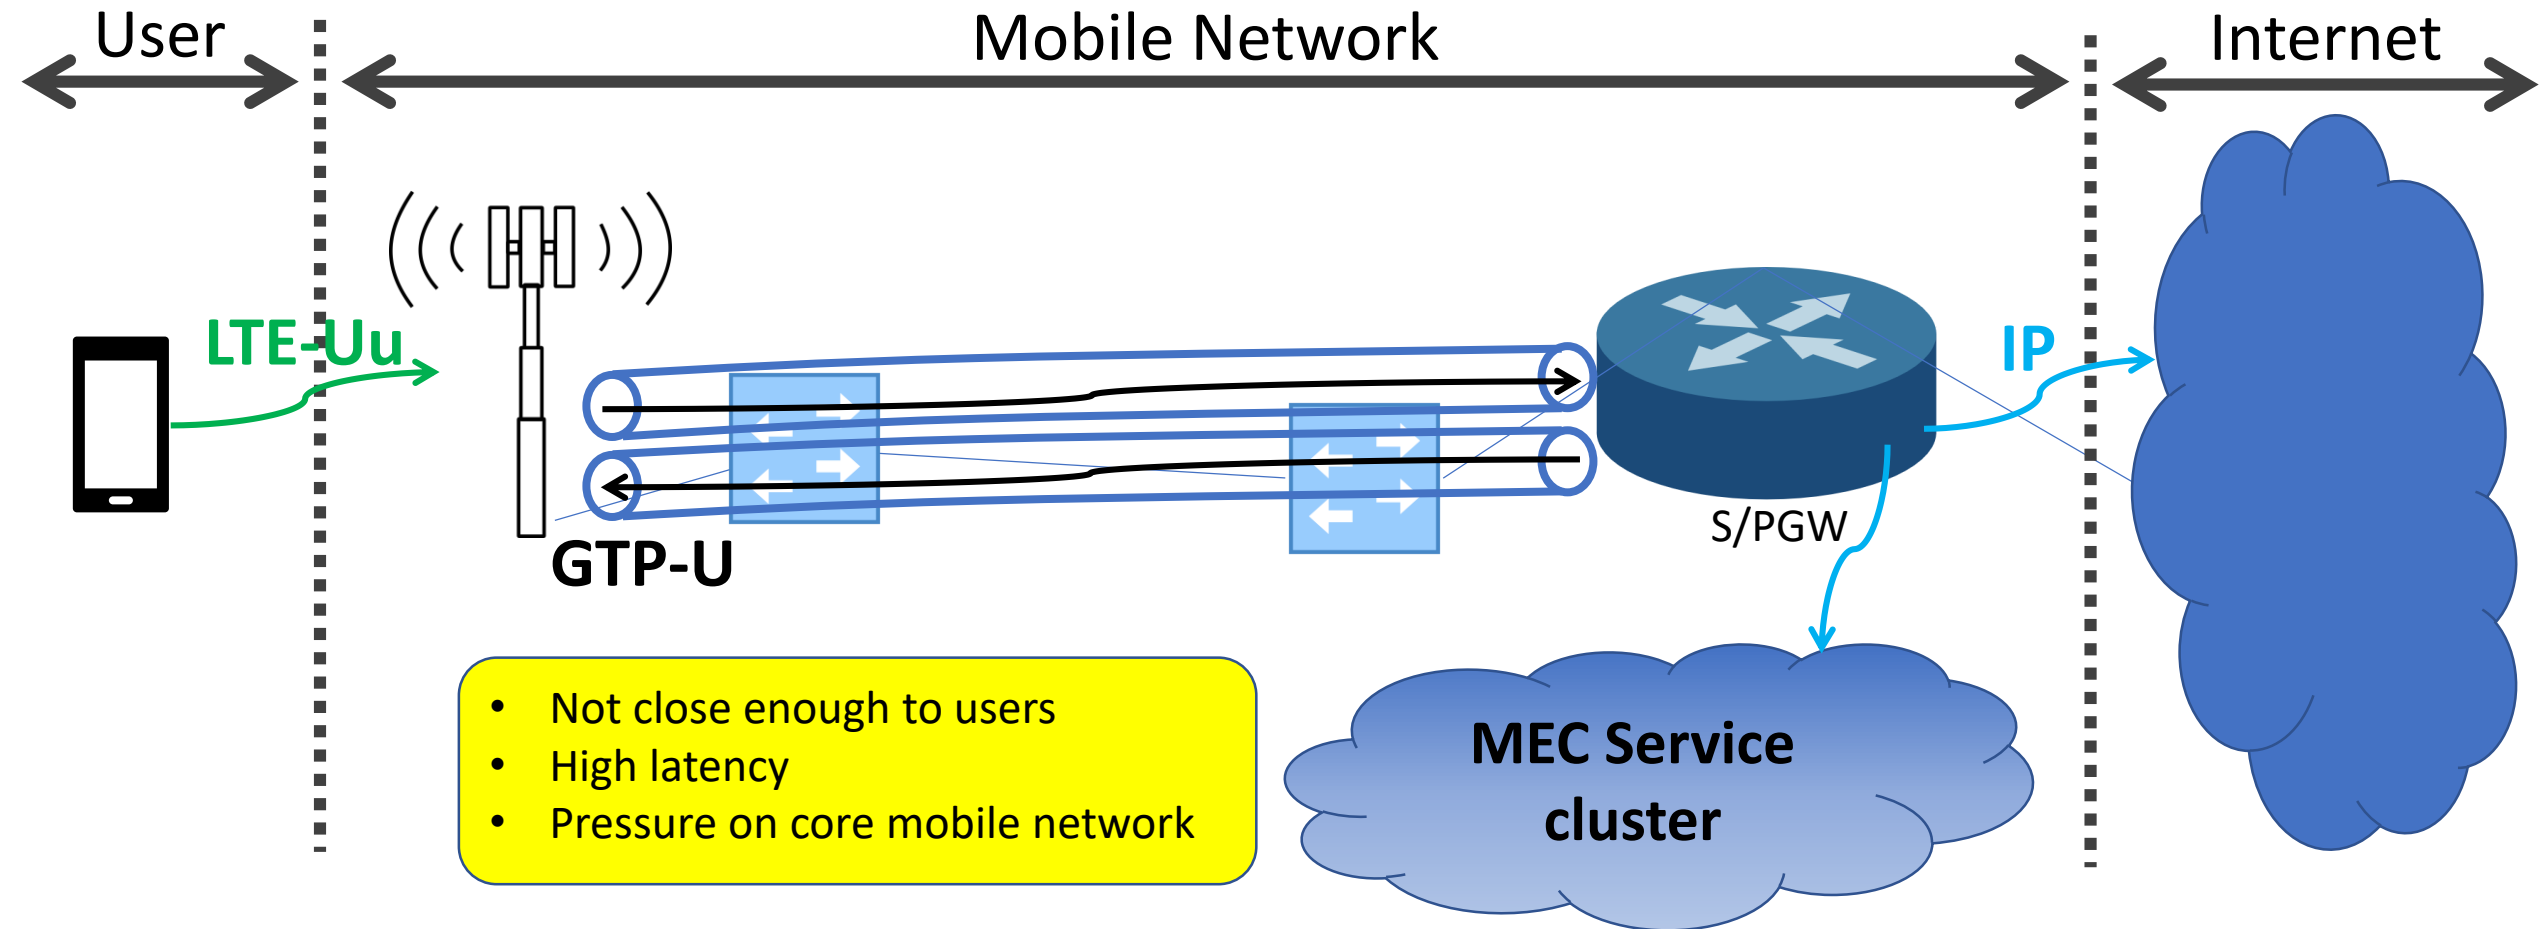 User
Mobile Network
Internet
LTE-Uu
IP
S/PGW
GTP-U
• Not close enough to users
• High latency
• Pressure on core mobile network
MEC Service
cluster